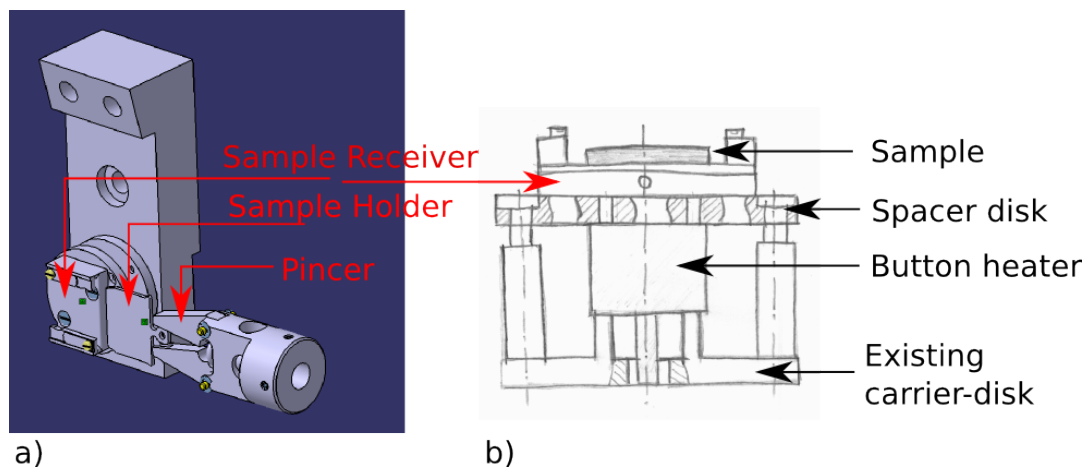 Sample Receiver
Sample Holder
Pincer
Sample
Spacer disk
Button heater
Existing
carrier-disk
a)
b)